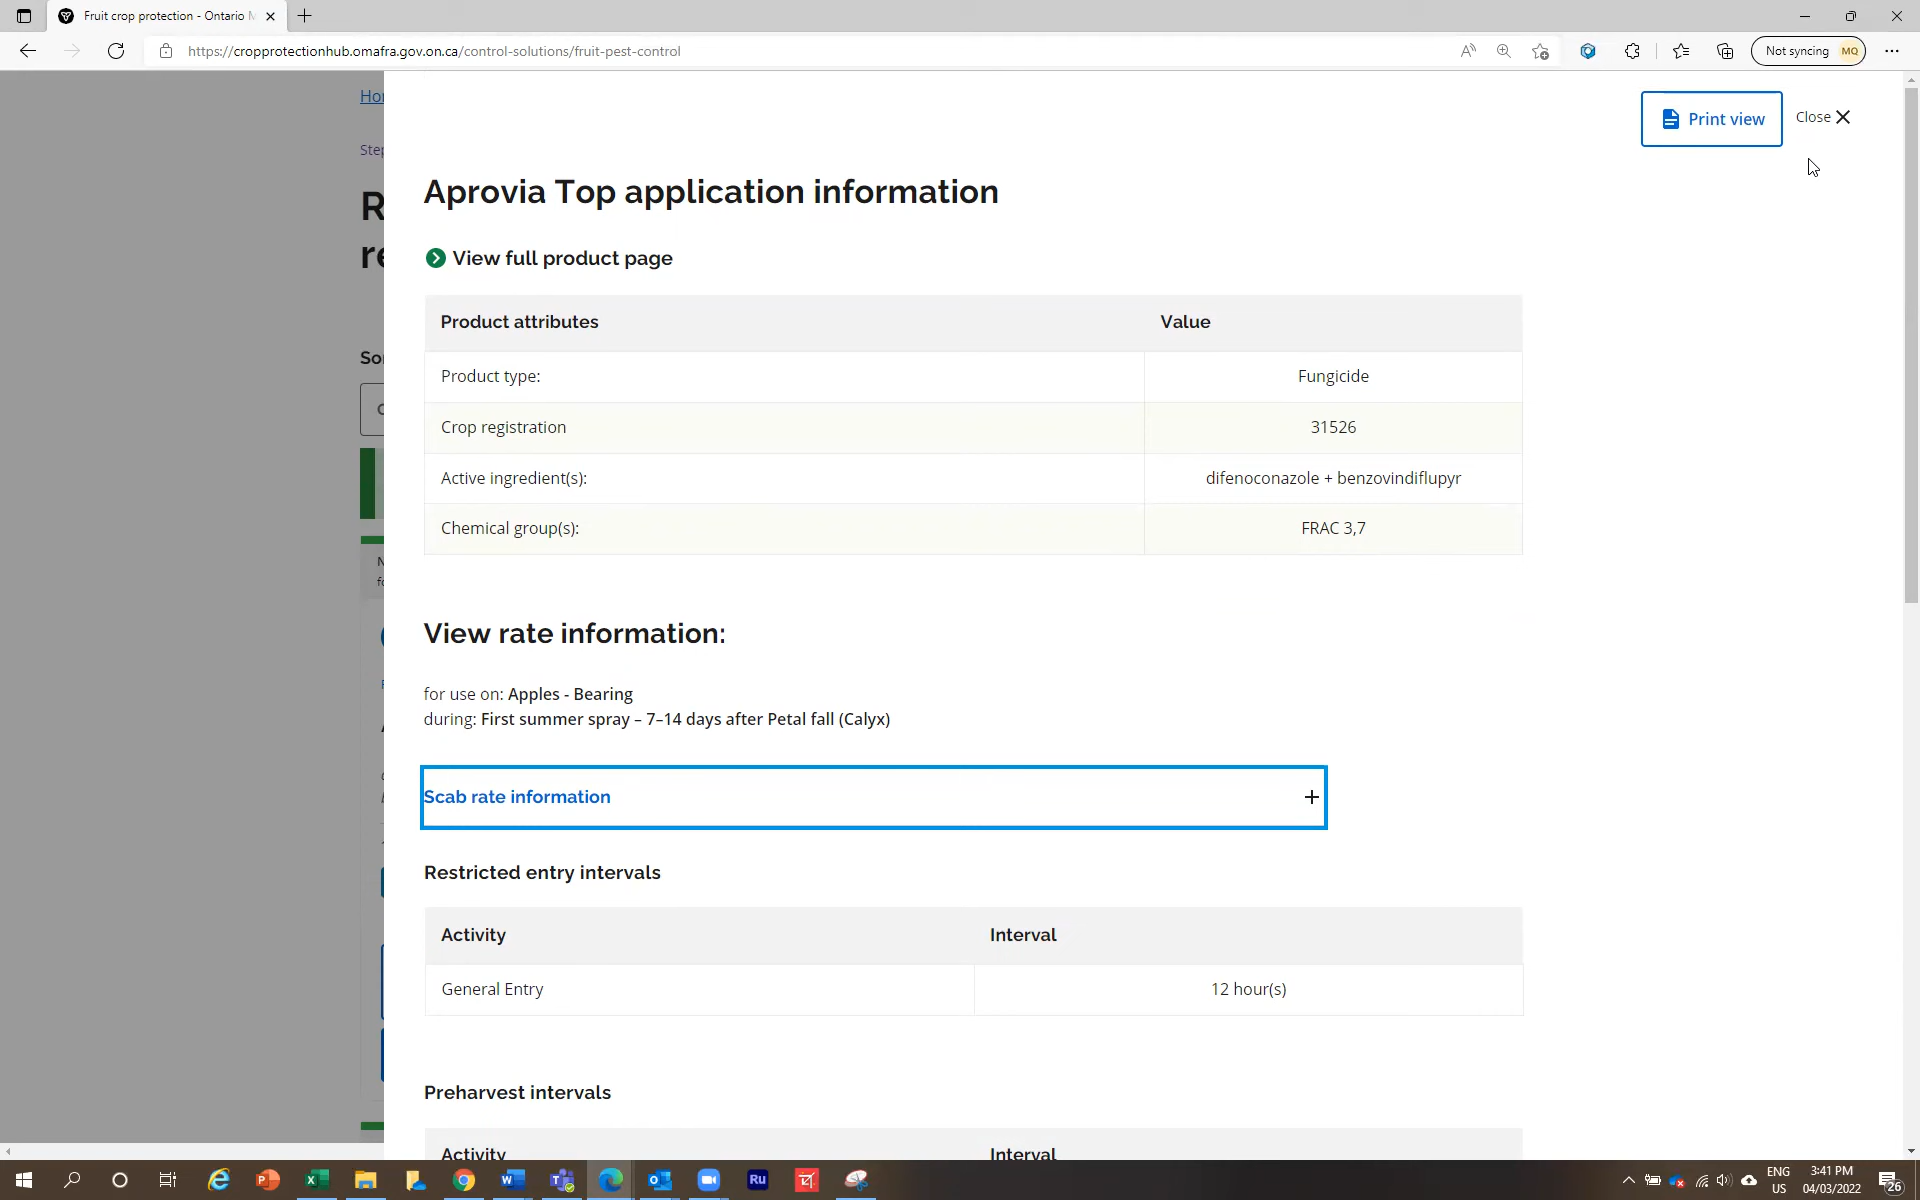 Fruit crop protection - Ontario
https://cropprotectionhub.omafra.gov.on.ca/control-solutions/fruit-pest-control
Not syncing MQ
Print view
Close
Aprovia Top application information
View full product page
Product attributes Value
Product type: Fungicide
Crop registration 31526
Active ingredient(s): difenoconazole + benzovindiflupyr
Chemical group(s): FRAC 3,7
View rate information:
for use on: Apples - Bearing
during: First summer spray – 7–14 days after Petal fall (Calyx)
Scab rate information +
Restricted entry intervals
Activity Interval
General Entry 12 hour(s)
Preharvest intervals
Activity Interval
Ru
ENG
US
3:41 PM
04/03/2022
26